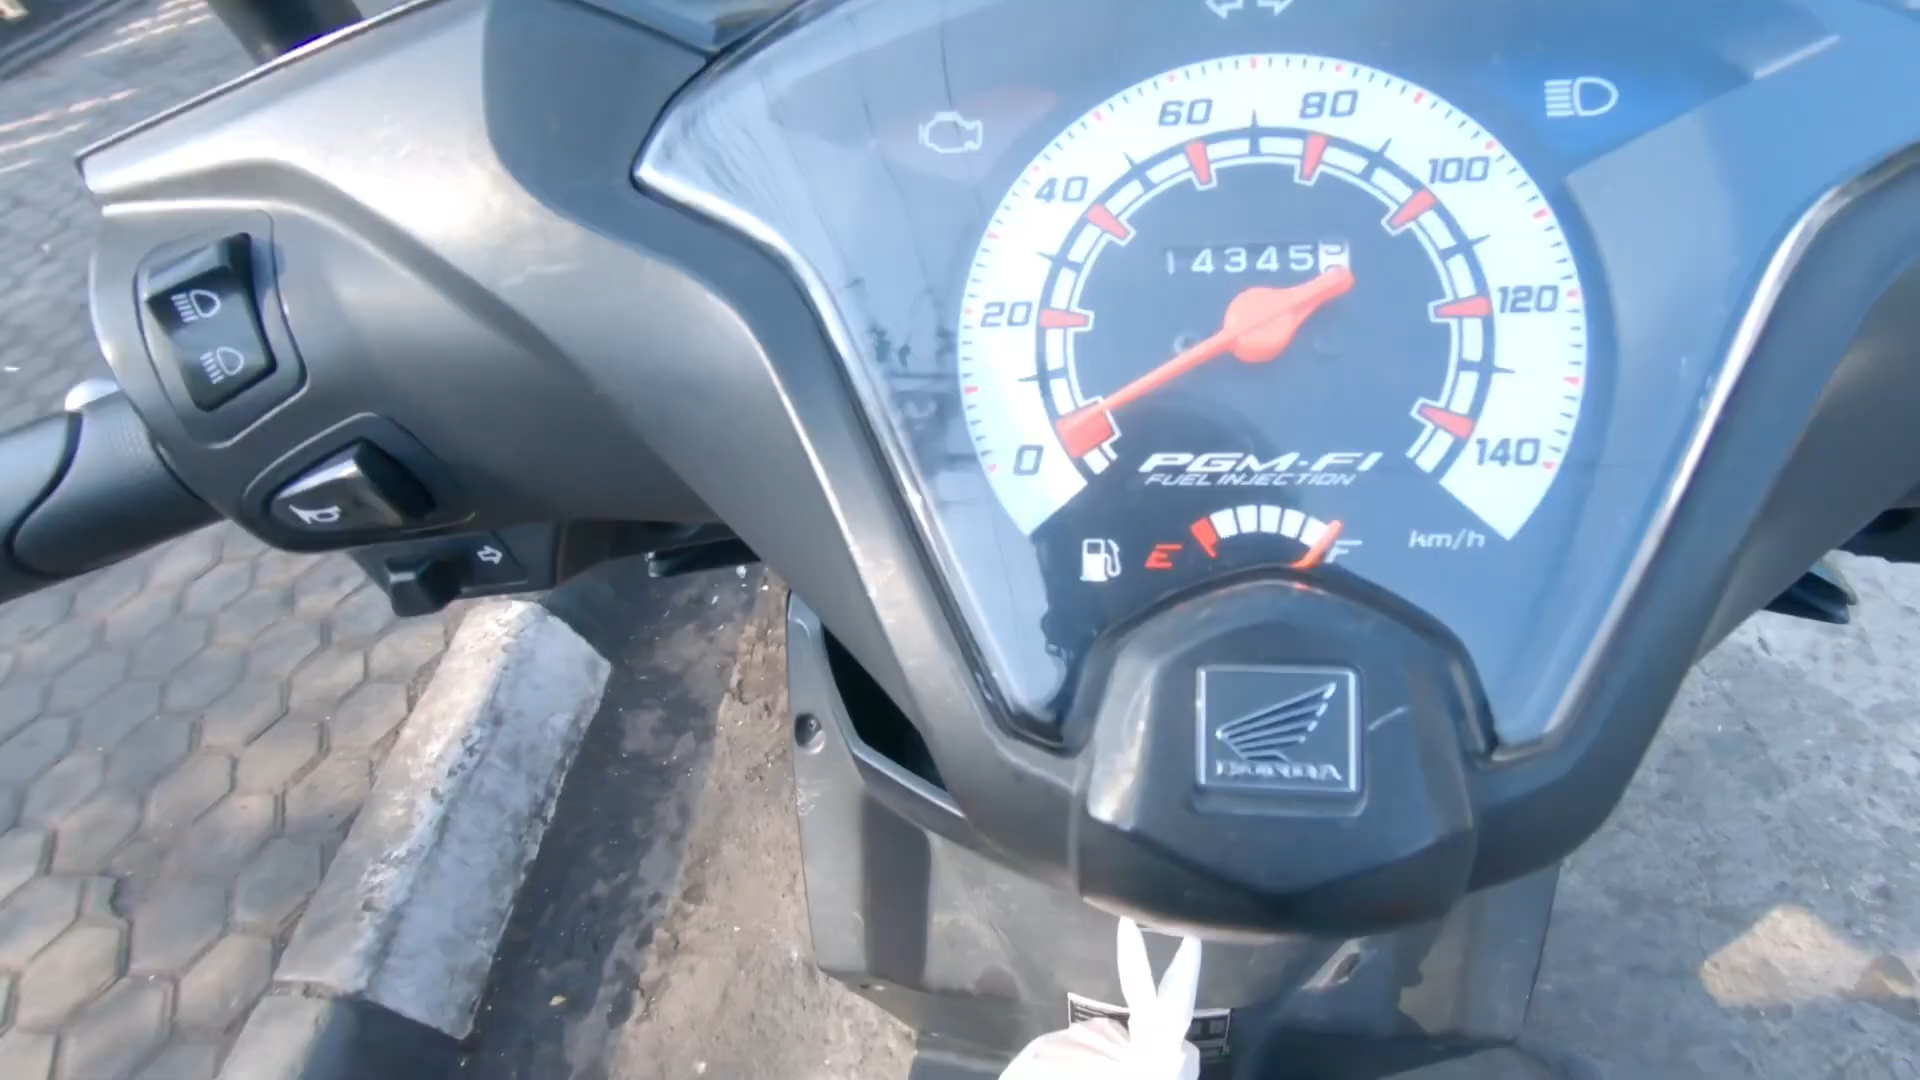 60 80
40 100
14345
20 120
0 140
PGM-FI
FUEL INJECTION
E F km/h
HONDA